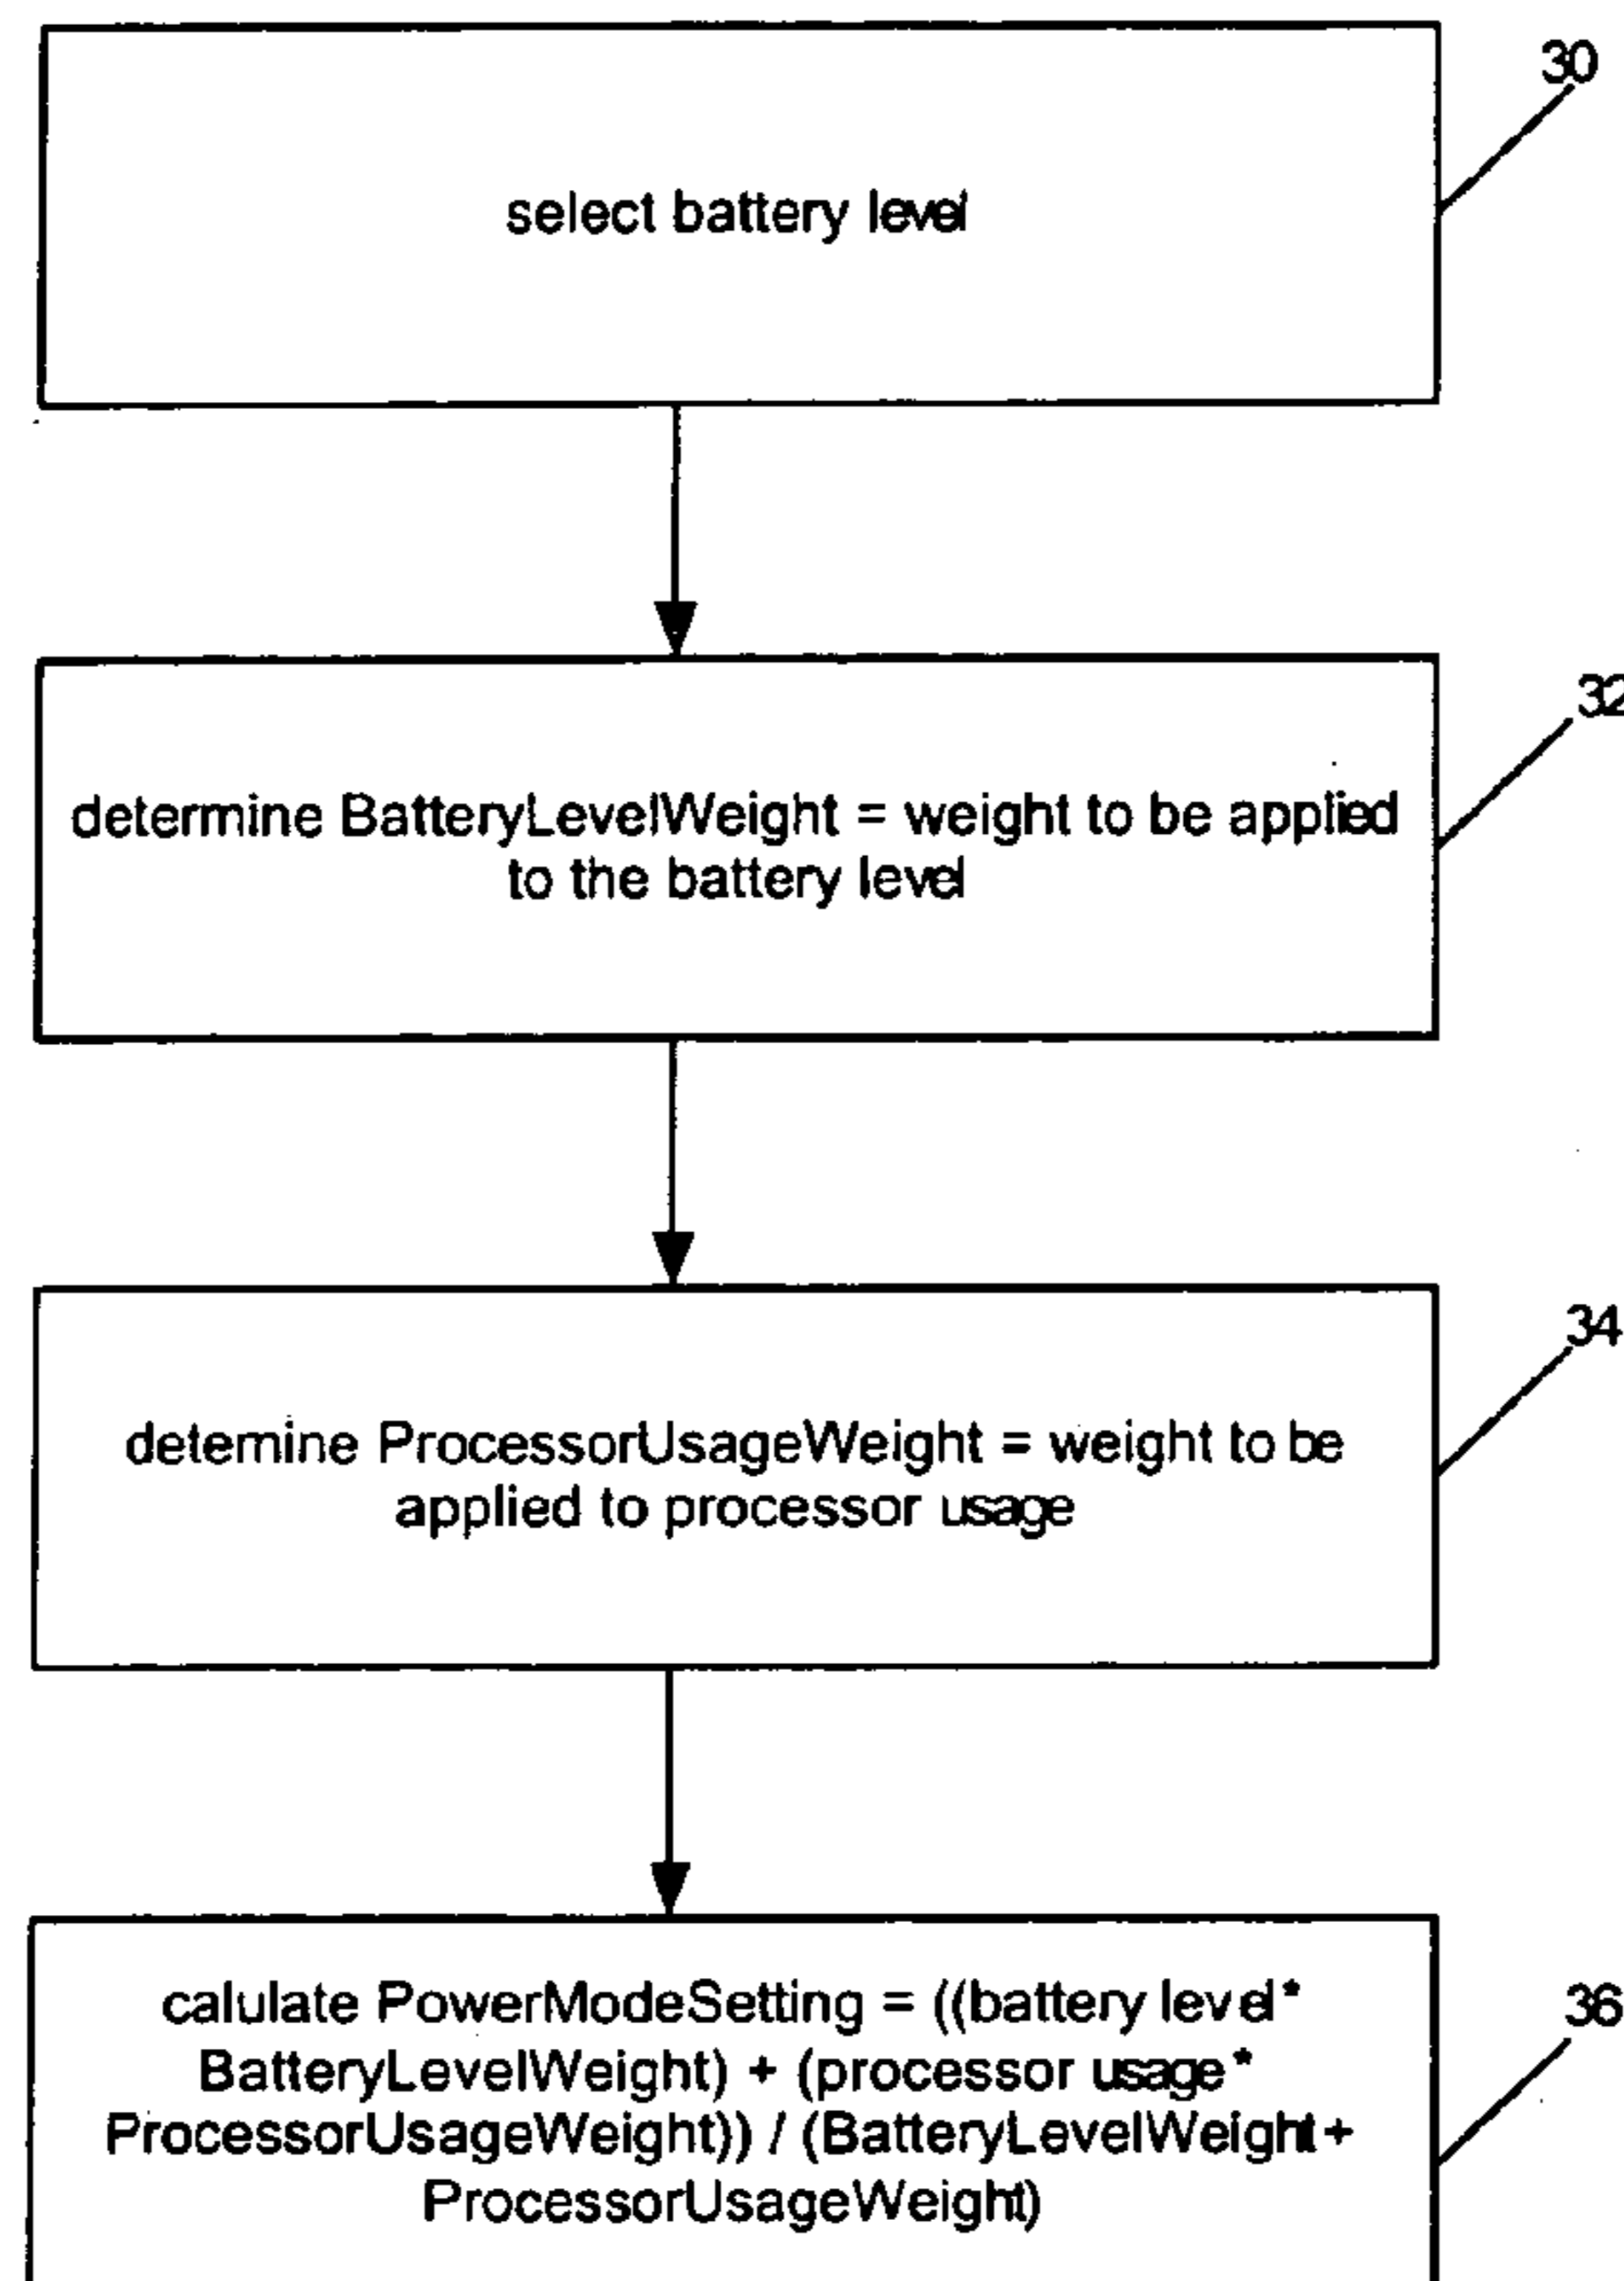 30
select battery level
32
determine BatteryLevelWeight = weight to be applied
to the battery level
34
detemine ProcessorUsageWeight = weight to be
applied to processor usage
36
calulate PowerModeSetting = ((battery level*
BatteryLevelWeight) + (processor usage*
ProcessorUsageWeight)) / (BatteryLevelWeight+
ProcessorUsageWeight)